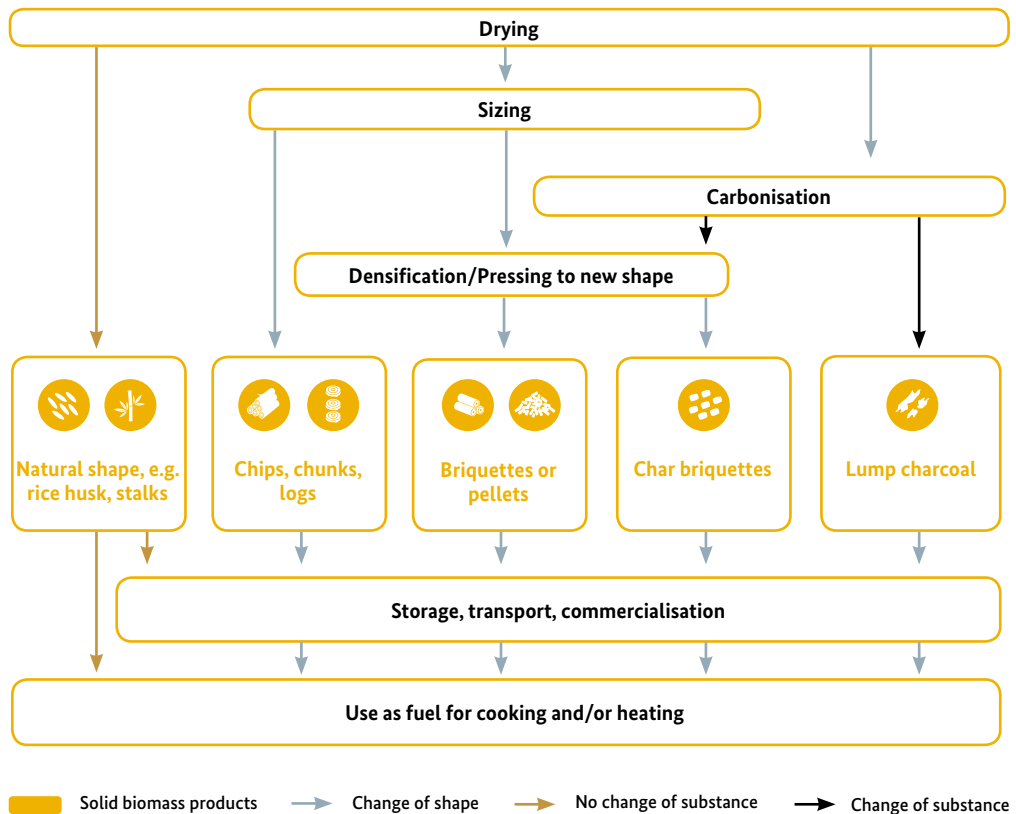 Drying
Sizing
Carbonisation
Densification/Pressing to new shape
Natural shape, e.g.
rice husk, stalks
Chips, chunks,
logs
Briquettes or
pellets
Char briquettes
Lump charcoal
Storage, transport, commercialisation
Use as fuel for cooking and/or heating
Solid biomass products
Change of shape
No change of substance
Change of substance